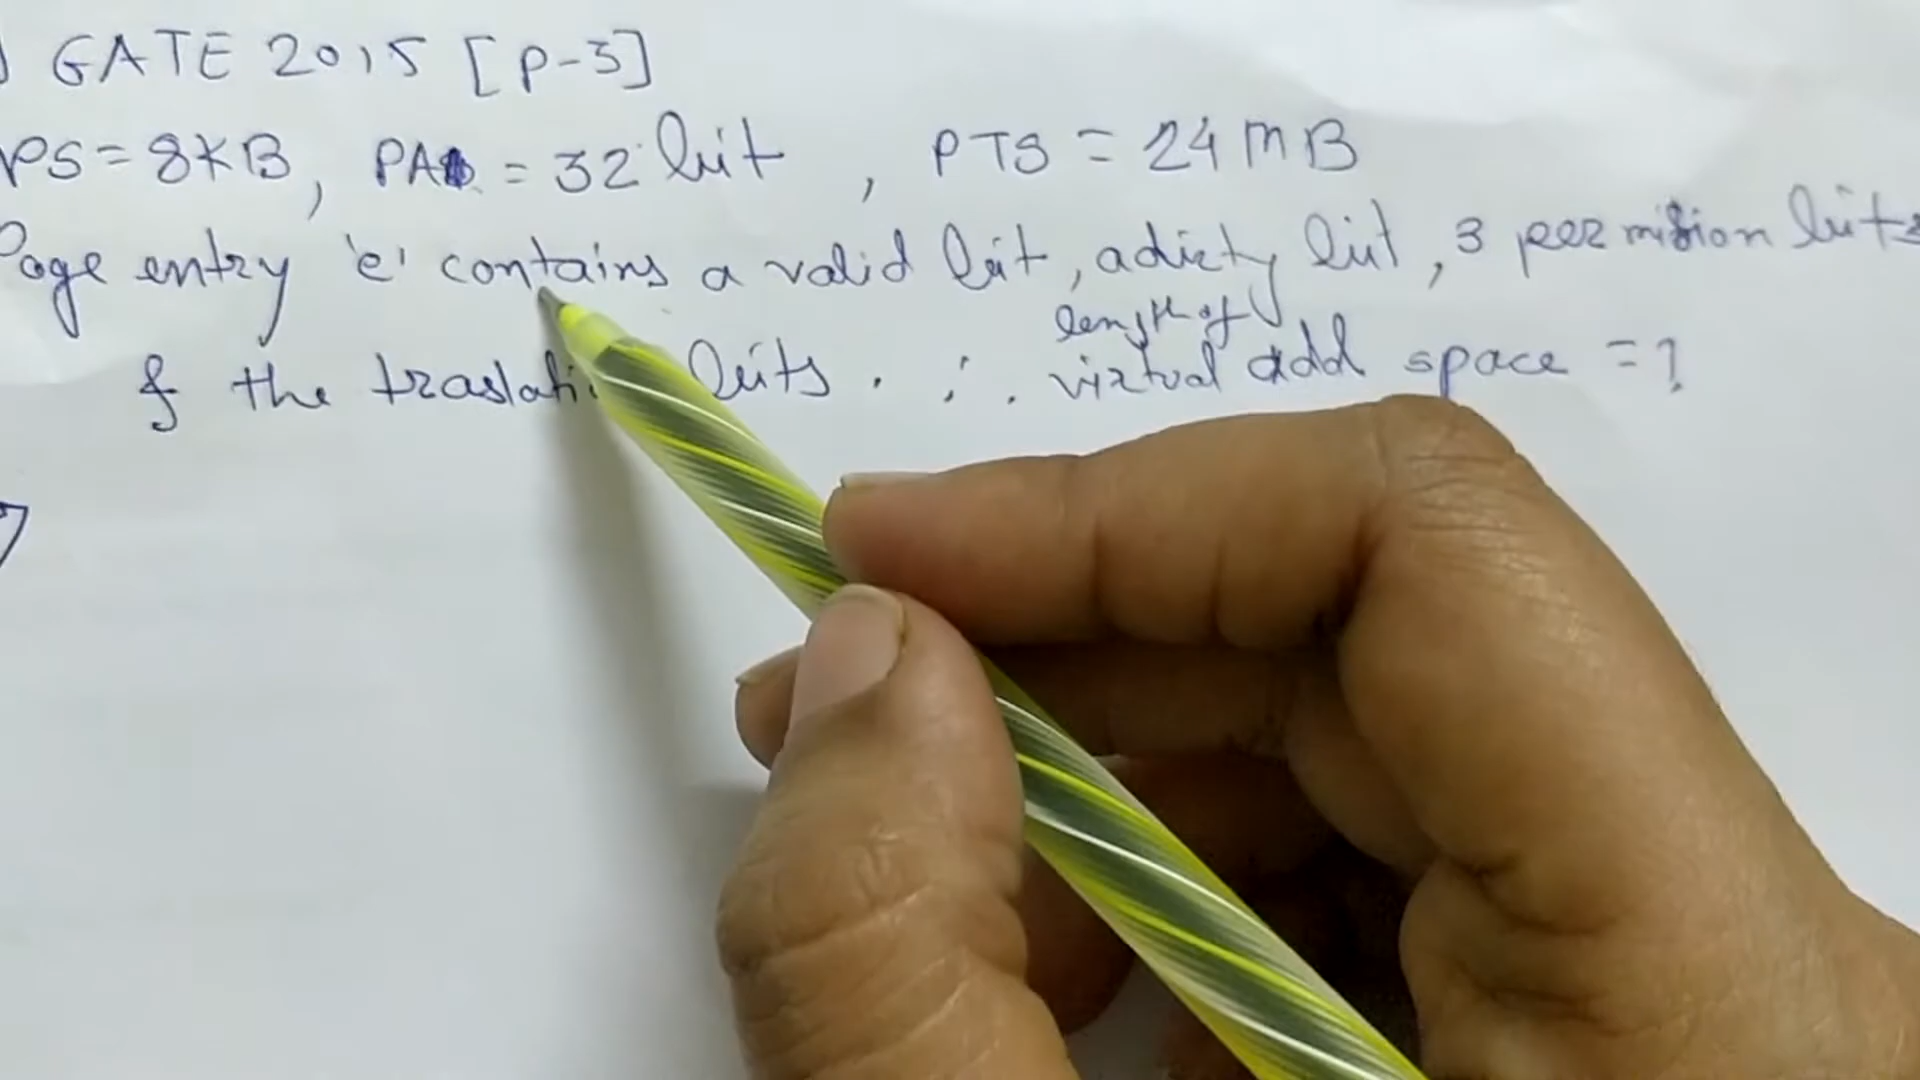 GATE 2015 [P-3]
PS = 8KB, PA = 32 bit, PTS = 24 MB
Page entry 'e' contains a valid bit, a dirty bit, 3 permission bits
length of
& the traslati bits. ∴ virtual add space = ?